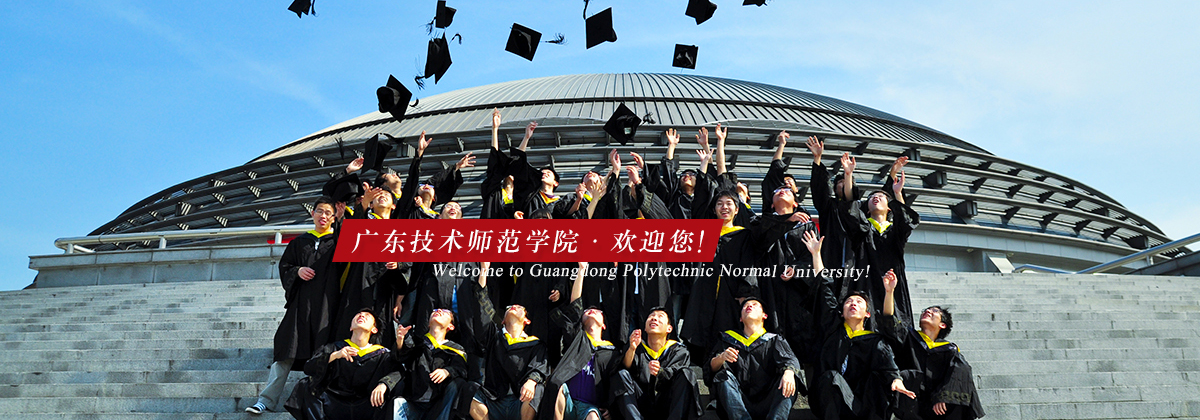 广东技术师范学院 · 欢迎您!
Welcome to Guangdong Polytechnic Normal University!